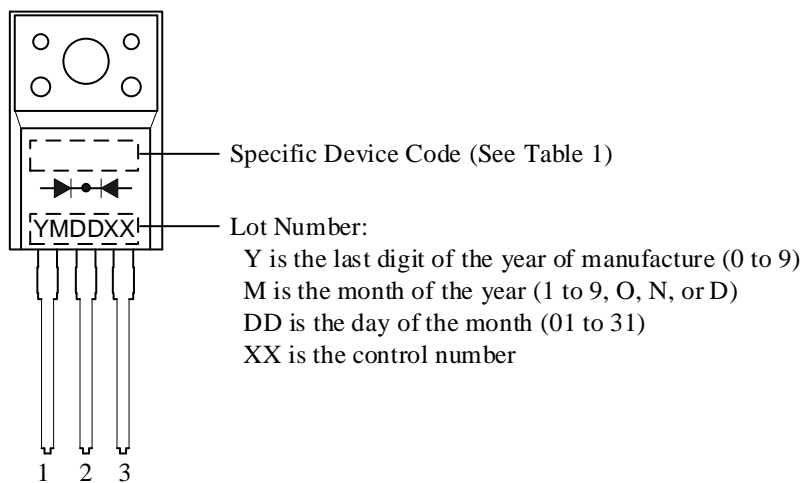 Specific Device Code (See Table 1)
YMDDXX
Lot Number:
Y is the last digit of the year of manufacture (0 to 9)
M is the month of the year (1 to 9, O, N, or D)
DD is the day of the month (01 to 31)
XX is the control number
1 2 3